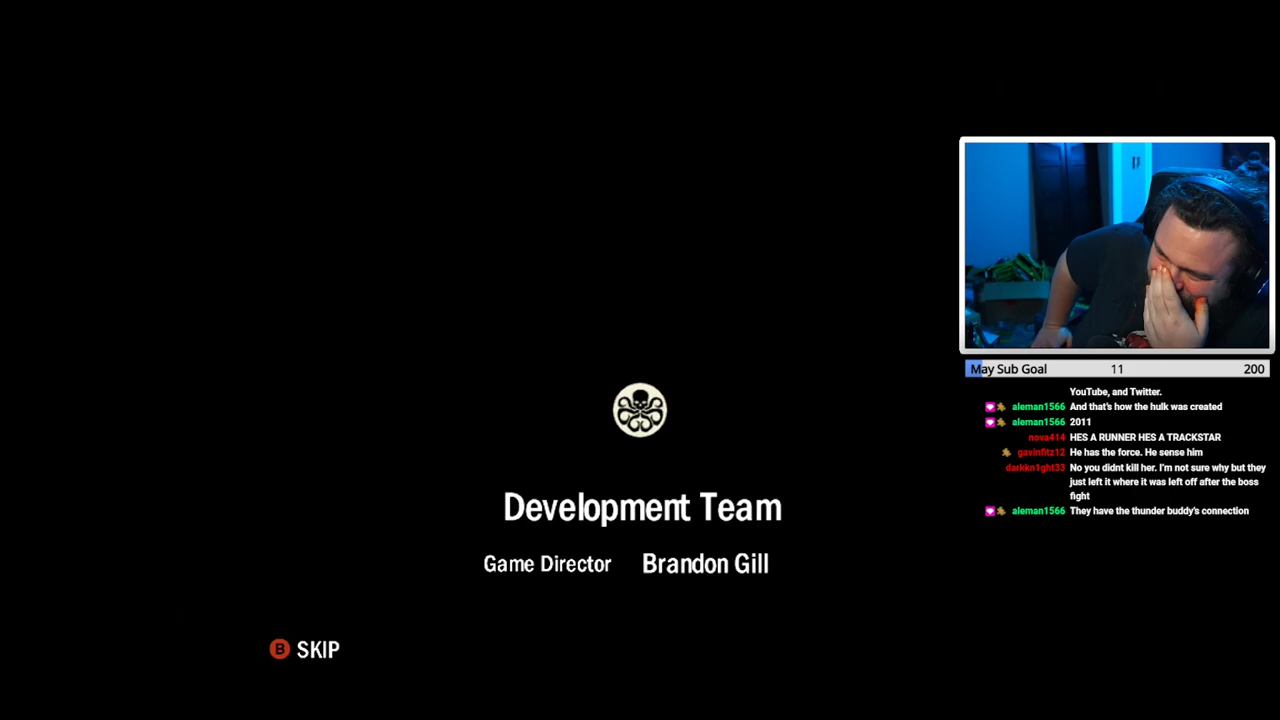 Development Team
Game Director Brandon Gill
B SKIP
May Sub Goal 11 200
YouTube, and Twitter.
aleman1566 And that's how the hulk was created
aleman1566 2011
nova414 HES A RUNNER HES A TRACKSTAR
gavinfitz12 He has the force. He sense him
darkkn1ght33 No you didnt kill her. I'm not sure why but they
just left it where it was left off after the boss
fight
aleman1566 They have the thunder buddy's connection